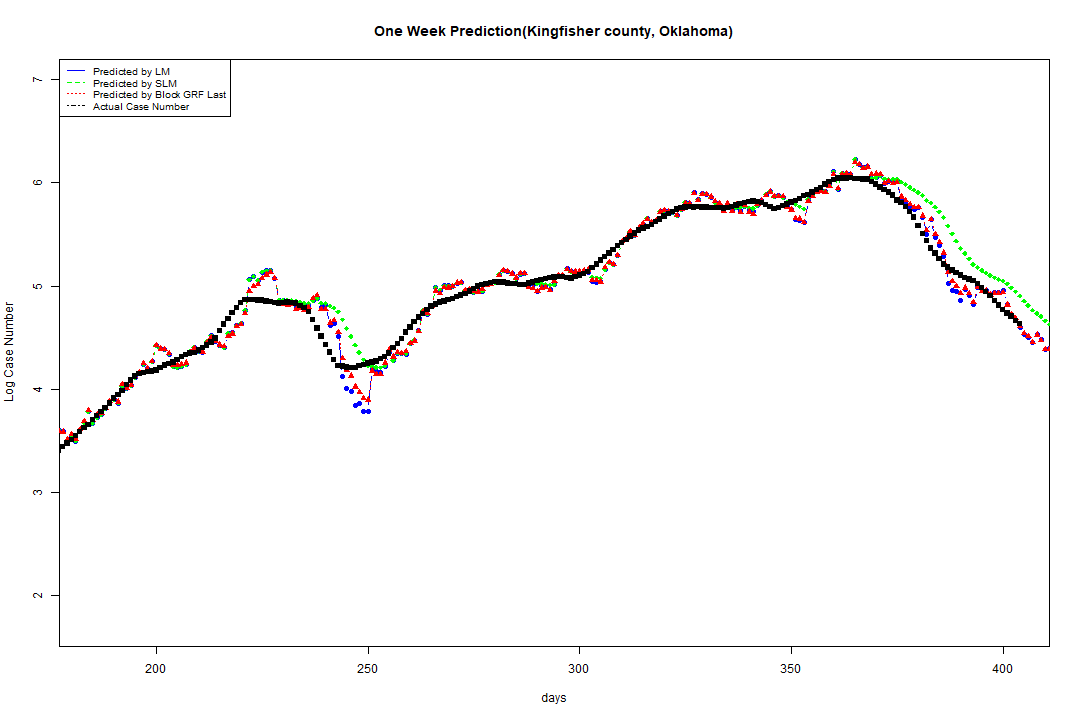 One Week Prediction(Kingfisher county, Oklahoma)
Predicted by LM
Predicted by SLM
Predicted by Block GRF Last
Actual Case Number
7
6
5
4
3
2
Log Case Number
200 250 300 350 400
days